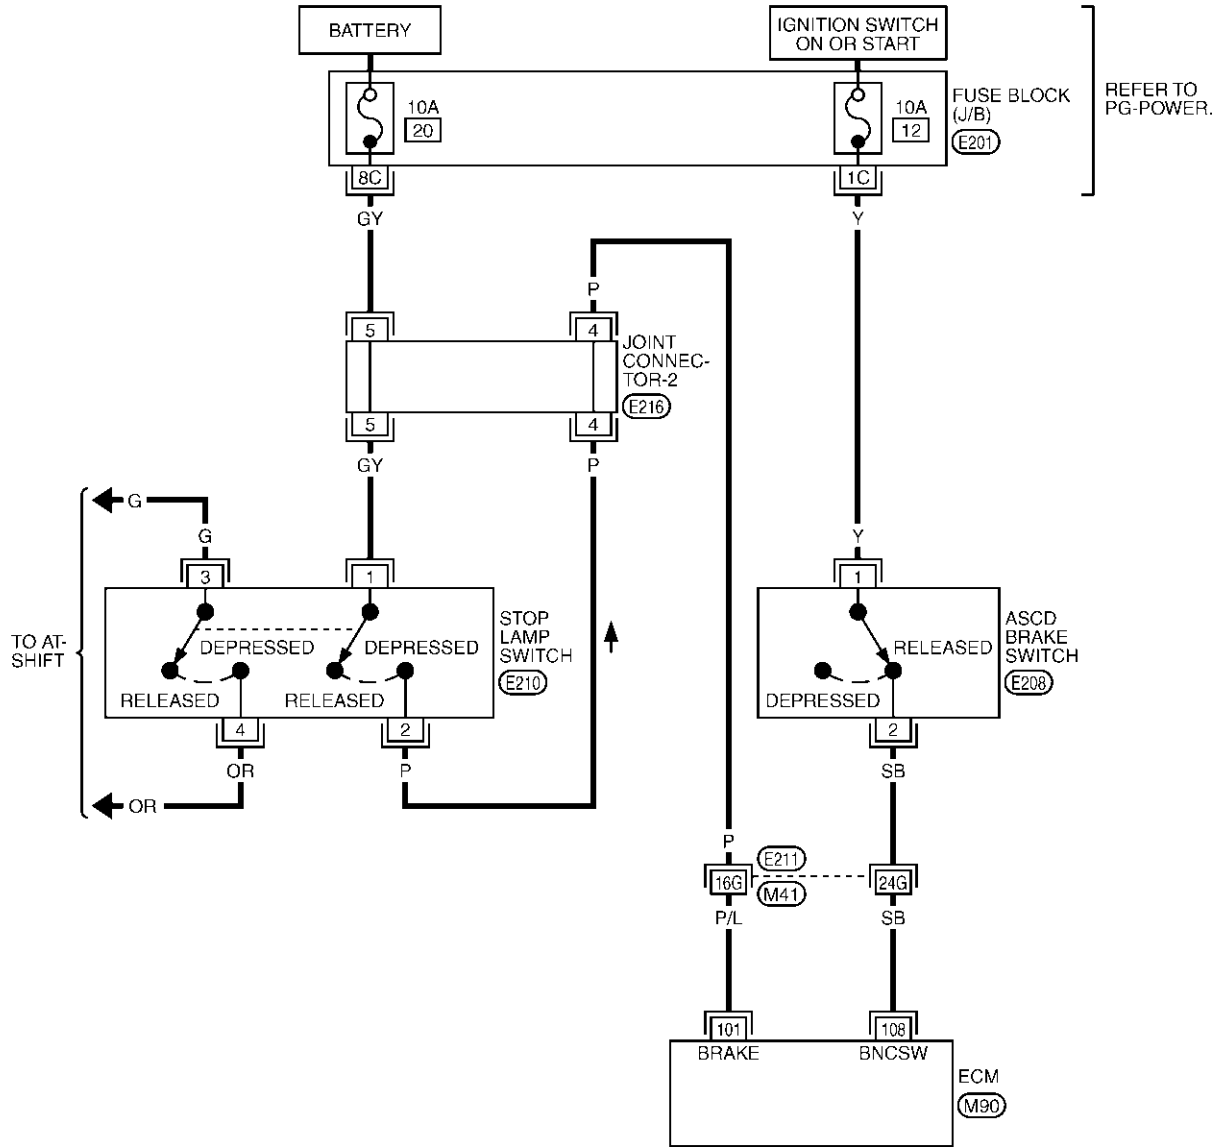 BATTERY
IGNITION SWITCH
ON OR START
10A
20
10A
12
FUSE BLOCK
(J/B)
E201
REFER TO
PG-POWER.
8C
1C
GY
Y
P
5
4
JOINT
CONNEC-
TOR-2
E216
5
4
GY
P
G
G
Y
3
1
1
TO AT-
SHIFT
DEPRESSED
DEPRESSED
RELEASED
RELEASED
STOP
LAMP
SWITCH
E210
RELEASED
DEPRESSED
ASCD
BRAKE
SWITCH
E208
4
2
2
OR
P
SB
OR
P
E211
16G
M41
24G
P/L
SB
101
108
BRAKE
BNCSW
ECM
M90